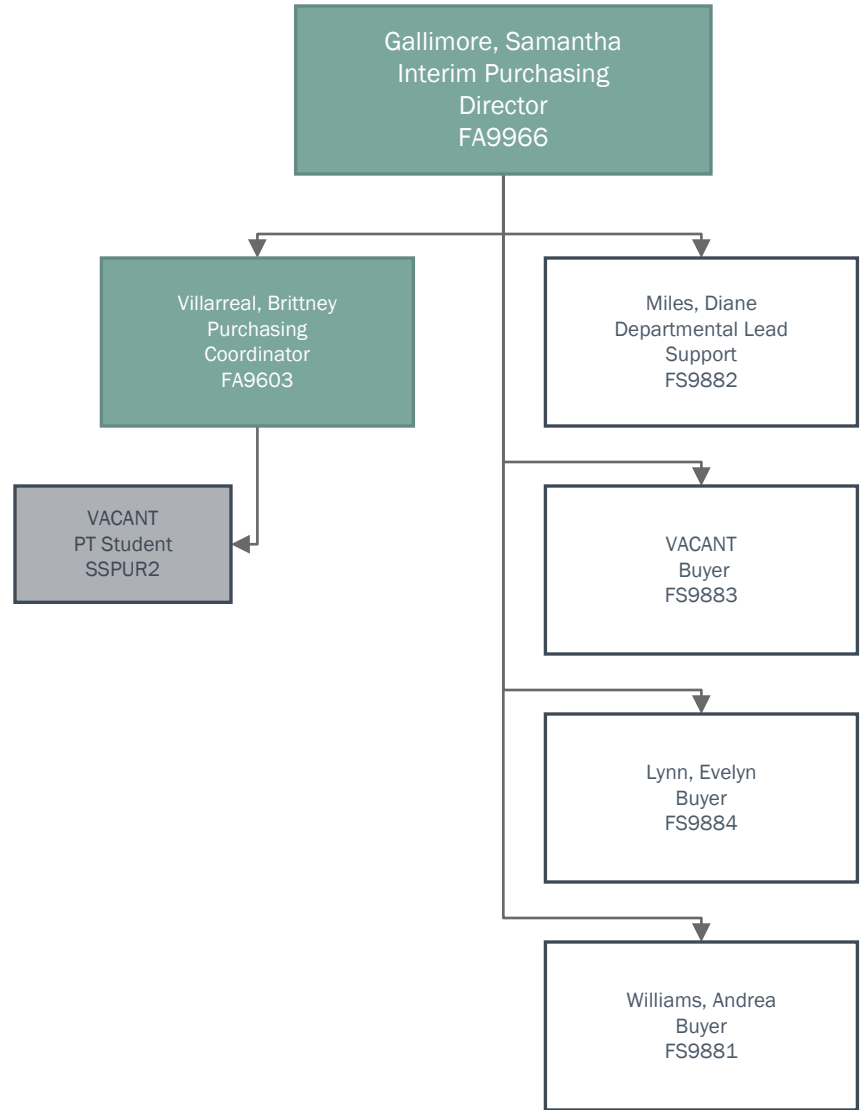 Gallimore, Samantha
Interim Purchasing
Director
FA9966
Villarreal, Brittney
Purchasing
Coordinator
FA9603
Miles, Diane
Departmental Lead
Support
FS9882
VACANT
PT Student
SSPUR2
VACANT
Buyer
FS9883
Lynn, Evelyn
Buyer
FS9884
Williams, Andrea
Buyer
FS9881